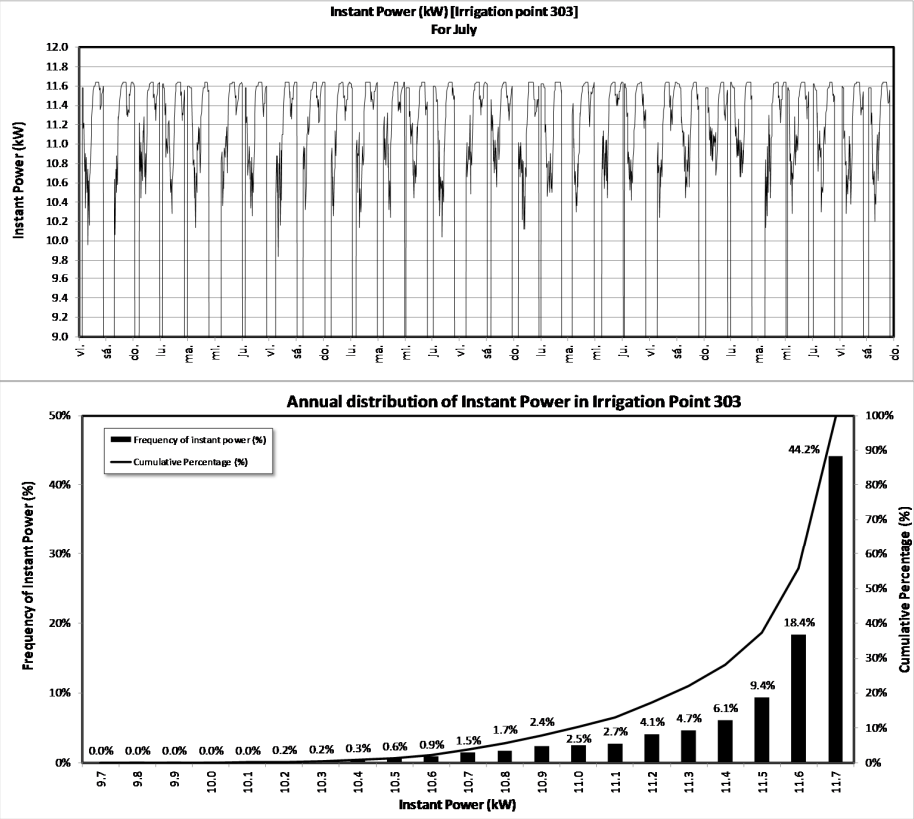 Instant Power (kW) [Irrigation point 303]
For July
Instant Power (kW)
12.0
11.8
11.6
11.4
11.2
11.0
10.8
10.6
10.4
10.2
10.0
9.8
9.6
9.4
9.2
9.0
vi. sá. do. lu. ma. mi. ju. vi. sá. do. lu. ma. mi. ju. vi. sá. do. lu. ma. mi. ju. vi. sá. do. lu. ma. mi. ju. vi. sá. do.
Annual distribution of Instant Power in Irrigation Point 303
Frequency of instant power (%)
Cumulative Percentage (%)
Frequency of Instant Power (%)
50%
40%
30%
20%
10%
0%
0.0% 0.0% 0.0% 0.0% 0.0% 0.2% 0.2% 0.3% 0.6% 0.9% 1.5% 1.7% 2.4% 2.5% 2.7% 4.1% 4.7% 6.1% 9.4% 18.4% 44.2%
100%
90%
80%
70%
60%
50%
40%
30%
20%
10%
0%
Cumulative Percentage (%)
9.7 9.8 9.9 10.0 10.1 10.2 10.3 10.4 10.5 10.6 10.7 10.8 10.9 11.0 11.1 11.2 11.3 11.4 11.5 11.6 11.7
Instant Power (kW)